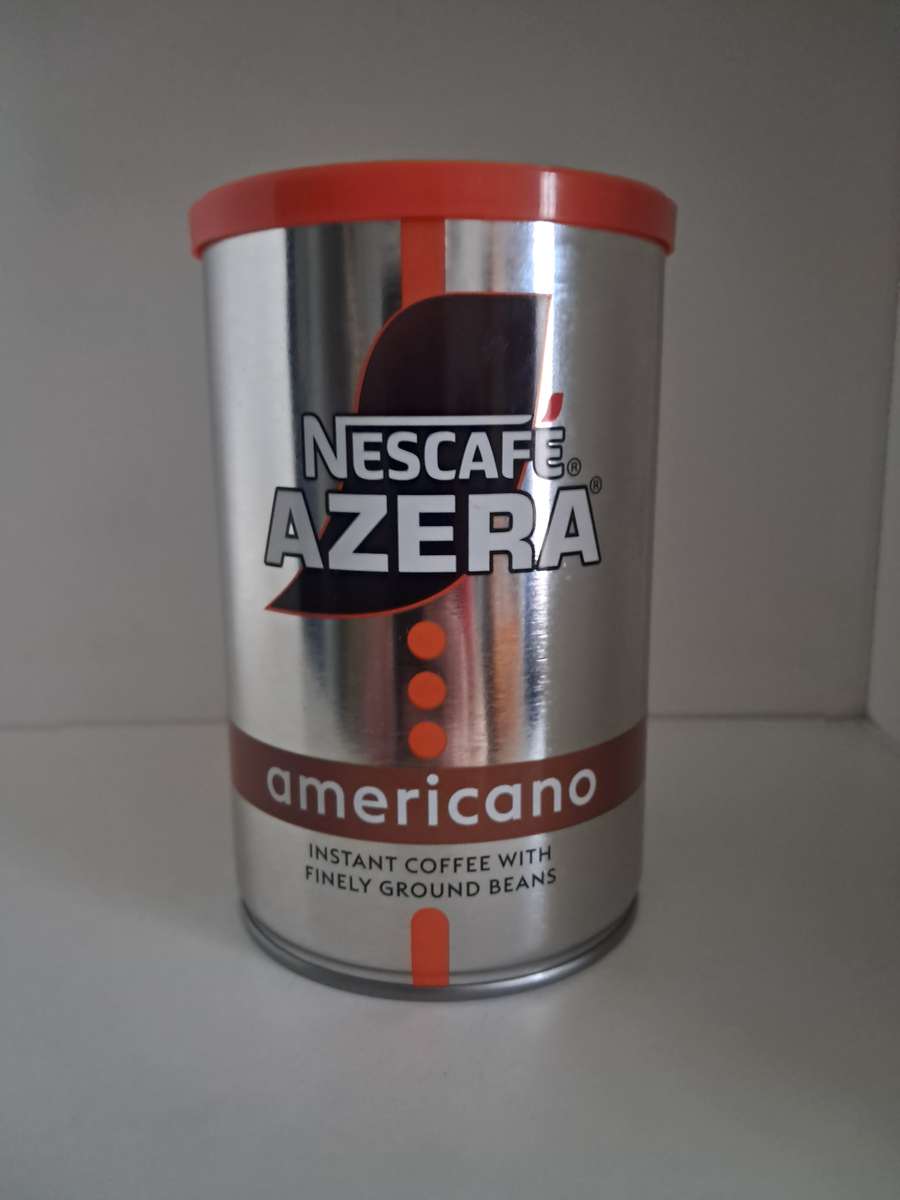 NESCAFÉ®
AZERA®
americano
INSTANT COFFEE WITH
FINELY GROUND BEANS